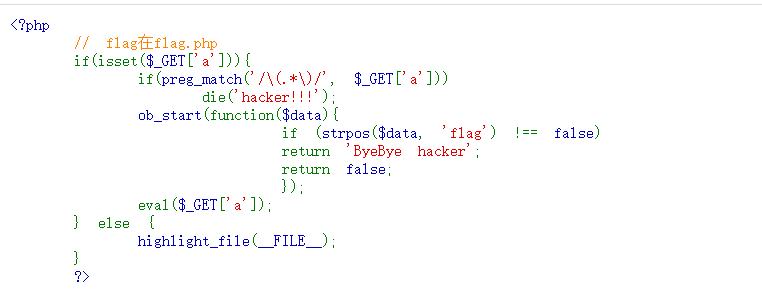 <?php
// flag在flag.php
if(isset($_GET['a'])){
if(preg_match('/\(.*\)/', $_GET['a']))
die('hacker!!!');
ob_start(function($data){
if (strpos($data, 'flag') !== false)
return 'ByeBye hacker';
return false;
});
eval($_GET['a']);
} else {
highlight_file(__FILE__);
}
?>